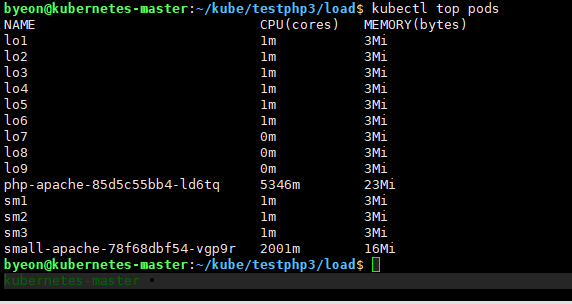 byeon@kubernetes-master:~/kube/testphp3/load$ kubectl top pods
NAME CPU(cores) MEMORY(bytes)
lo1 1m 3Mi
lo2 1m 3Mi
lo3 1m 3Mi
lo4 1m 3Mi
lo5 1m 3Mi
lo6 1m 3Mi
lo7 0m 3Mi
lo8 0m 3Mi
lo9 0m 3Mi
php-apache-85d5c55bb4-ld6tq 5346m 23Mi
sm1 1m 3Mi
sm2 1m 3Mi
sm3 1m 3Mi
small-apache-78f68dbf54-vgp9r 2001m 16Mi
byeon@kubernetes-master:~/kube/testphp3/load$
kubernetes-master